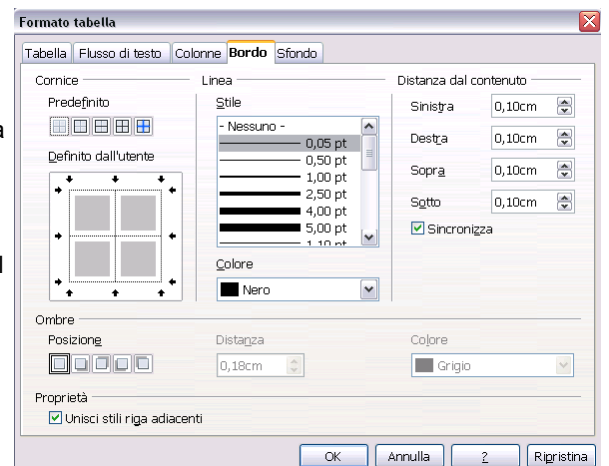 Formato tabella
Tabella Flusso di testo Colonne Bordo Sfondo
Cornice Linea Distanza dal contenuto
Predefinito Stile Sinistra 0,10cm
a
- Nessuno -
0,05 pt
Destra 0,10cm
Definito dall'utente
0,50 pt
1,00 pt
Sopra 0,10cm
2,50 pt
Sotto 0,10cm
4,00 pt
5,00 pt
Sincronizza
1,10 pt
Colore
Nero
Ombre
Posizione Distanza Colore
0,18cm Grigio
Proprietà
Unisci stili riga adiacenti
OK Annulla ? Ripristina